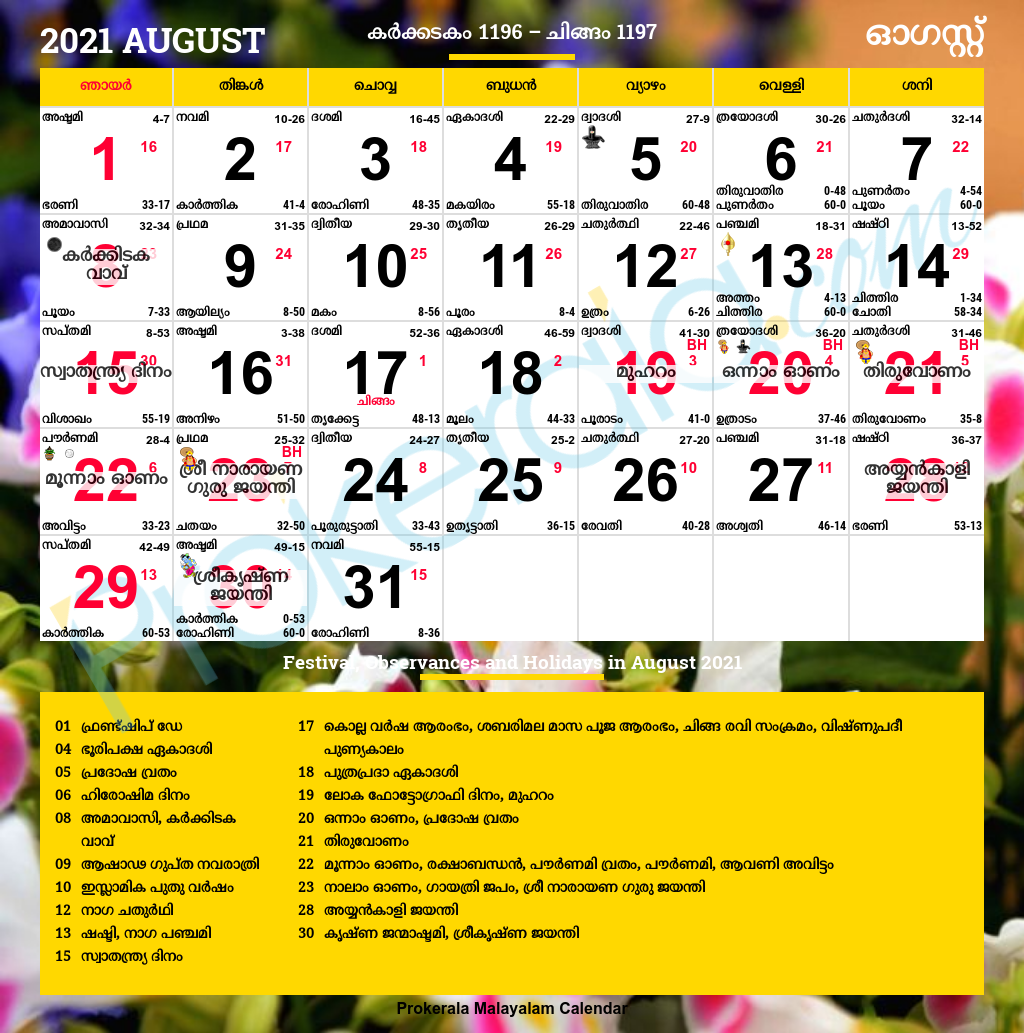 2021 AUGUST
കർക്കടകം 1196 – ചിങ്ങം 1197
ഓഗസ്റ്റ്
ഞായർ തിങ്കൾ ചൊവ്വ ബുധൻ വ്യാഴം വെള്ളി ശനി
അഷ്ടമി 4-7 നവമി 10-26 ദശമി 16-45 ഏകാദശി 22-29 ദ്വാദശി 27-9 ത്രയോദശി 30-26 ചതുർദശി 32-14
1 16 2 17 3 18 4 19 5 20 6 21 7 22
തിരുവാതിര 0-48 പുണർതം 4-54
ഭരണി 33-17 കാർത്തിക 41-4 രോഹിണി 48-35 മകയിരം 55-18 തിരുവാതിര 60-48 പുണർതം 60-0 പൂയം 60-0
അമാവാസി 32-34 പ്രഥമ 31-35 ദ്വിതീയ 29-30 തൃതീയ 26-29 ചതുർത്ഥി 22-46 പഞ്ചമി 18-31 ഷഷ്ഠി 13-52
കർക്കിടക
വാവ്
9 24 10 25 11 26 12 27 13 28 14 29
അത്തം 4-13 ചിത്തിര 1-34
പൂയം 7-33 ആയില്യം 8-50 മകം 8-56 പൂരം 8-4 ഉത്രം 6-26 ചിത്തിര 60-0 ചോതി 58-34
സപ്തമി 8-53 അഷ്ടമി 3-38 ദശമി 52-36 ഏകാദശി 46-59 ദ്വാദശി 41-30 ത്രയോദശി 36-20 ചതുർദശി 31-46
BH BH BH
15 30 16 31 17 1 18 2 19 3 20 4 21 5
സ്വാതന്ത്ര്യ ദിനം മുഹറം ഒന്നാം ഓണം തിരുവോണം
ചിങ്ങം
വിശാഖം 55-19 അനിഴം 51-50 തൃക്കേട്ട 48-13 മൂലം 44-33 പൂരാടം 41-0 ഉത്രാടം 37-46 തിരുവോണം 35-8
പൗർണമി 28-4 പ്രഥമ 25-32 ദ്വിതീയ 24-27 തൃതീയ 25-2 ചതുർത്ഥി 27-20 പഞ്ചമി 31-18 ഷഷ്ഠി 36-37
BH
22 6 24 8 25 9 26 10 27 11
മൂന്നാം ഓണം ശ്രീ നാരായണ അയ്യൻകാളി
ഗുരു ജയന്തി ജയന്തി
അവിട്ടം 33-23 ചതയം 32-50 പൂരുരുട്ടാതി 33-43 ഉതൃട്ടാതി 36-15 രേവതി 40-28 അശ്വതി 46-14 ഭരണി 53-13
സപ്തമി 42-49 അഷ്ടമി 49-15 നവമി 55-15
29 13 31 15
ശ്രീകൃഷ്ണ
ജയന്തി
കാർത്തിക 0-53
കാർത്തിക 60-53 രോഹിണി 60-0 രോഹിണി 8-36
Prokerala.com
Festival, Observances and Holidays in August 2021
01 ഫ്രണ്ട്ഷിപ് ഡേ
04 ഭൂരിപക്ഷ ഏകാദശി
05 പ്രദോഷ വ്രതം
06 ഹിരോഷിമ ദിനം
08 അമാവാസി, കർക്കിടക
വാവ്
09 ആഷാഢ ഗുപ്ത നവരാത്രി
10 ഇസ്ലാമിക പുതു വർഷം
12 നാഗ ചതുർഥി
13 ഷഷ്ടി, നാഗ പഞ്ചമി
15 സ്വാതന്ത്ര്യ ദിനം
17 കൊല്ല വർഷ ആരംഭം, ശബരിമല മാസ പൂജ ആരംഭം, ചിങ്ങ രവി സംക്രമം, വിഷ്ണുപദീ
പുണ്യകാലം
18 പുത്രപ്രദാ ഏകാദശി
19 ലോക ഫോട്ടോഗ്രാഫി ദിനം, മുഹറം
20 ഒന്നാം ഓണം, പ്രദോഷ വ്രതം
21 തിരുവോണം
22 മൂന്നാം ഓണം, രക്ഷാബന്ധൻ, പൗർണമി വ്രതം, പൗർണമി, ആവണി അവിട്ടം
23 നാലാം ഓണം, ഗായത്രി ജപം, ശ്രീ നാരായണ ഗുരു ജയന്തി
28 അയ്യൻകാളി ജയന്തി
30 കൃഷ്ണ ജന്മാഷ്ടമി, ശ്രീകൃഷ്ണ ജയന്തി
Prokerala Malayalam Calendar